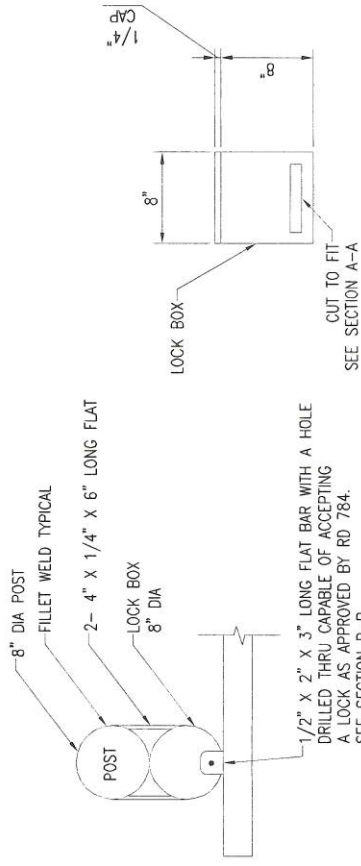 8" DIA POST
FILLET WELD TYPICAL
2- 4" X 1/4" X 6" LONG FLAT
LOCK BOX
8" DIA
POST
1/2" X 2" X 3" LONG FLAT BAR WITH A HOLE
DRILLED THRU CAPABLE OF ACCEPTING
A LOCK AS APPROVED BY RD 784.
SEE SECTION
LOCK BOX
8"
1/4"
CAP
8"
CUT TO FIT
SEE SECTION A-A